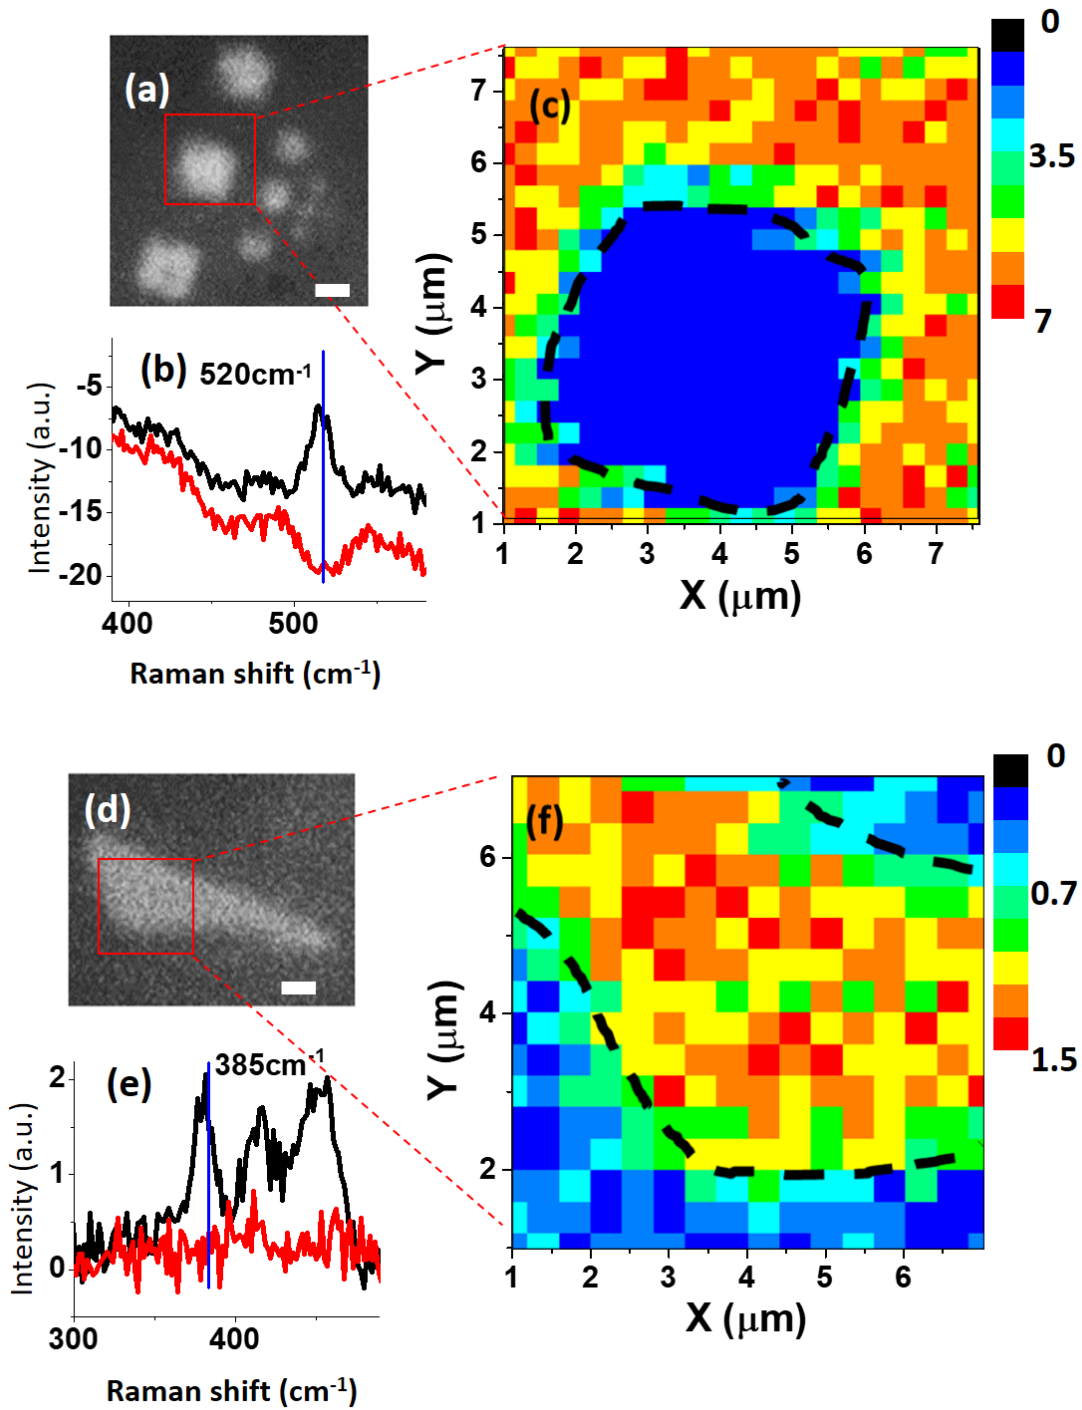 (a)
(c)
7
6
5
4
3
2
1
Y (μm)
1 2 3 4 5 6 7
X (μm)
0
3.5
7
(b)
520cm-1
-5
-10
-15
-20
Intensity (a.u.)
400 500
Raman shift (cm-1)
(d)
(f)
6
4
2
Y (μm)
1 2 3 4 5 6
X (μm)
0
0.7
1.5
(e)
385cm-1
2
1
0
Intensity (a.u.)
300 400
Raman shift (cm-1)